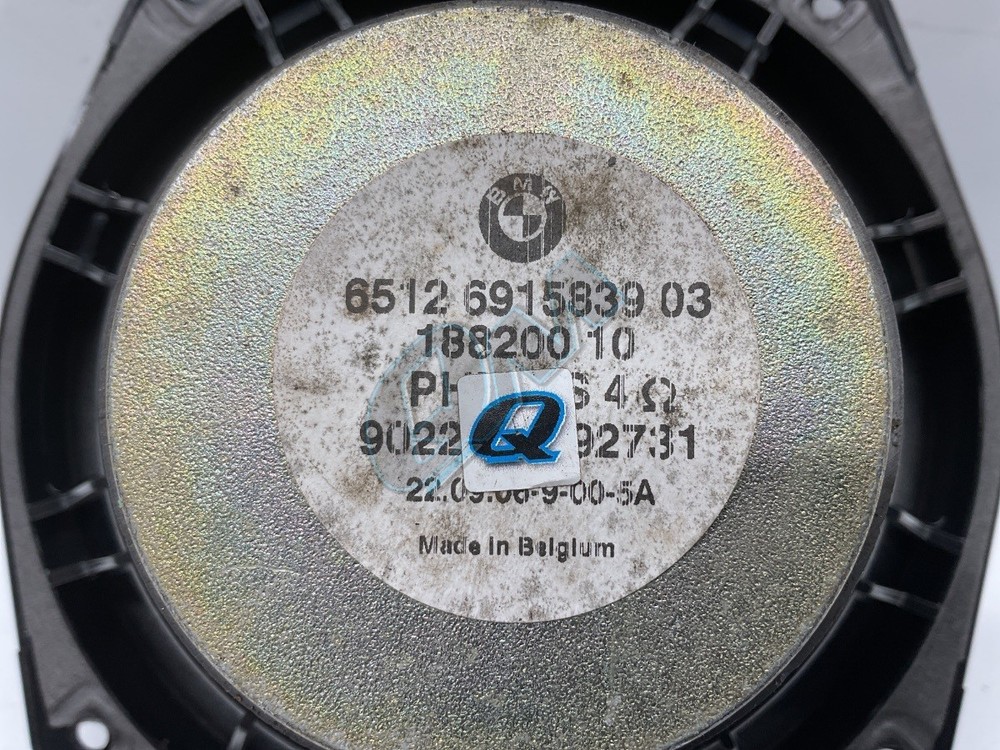 BMW
6512 6915839 03
188200 10
4 Ω
Q
92731
Made in Belgium